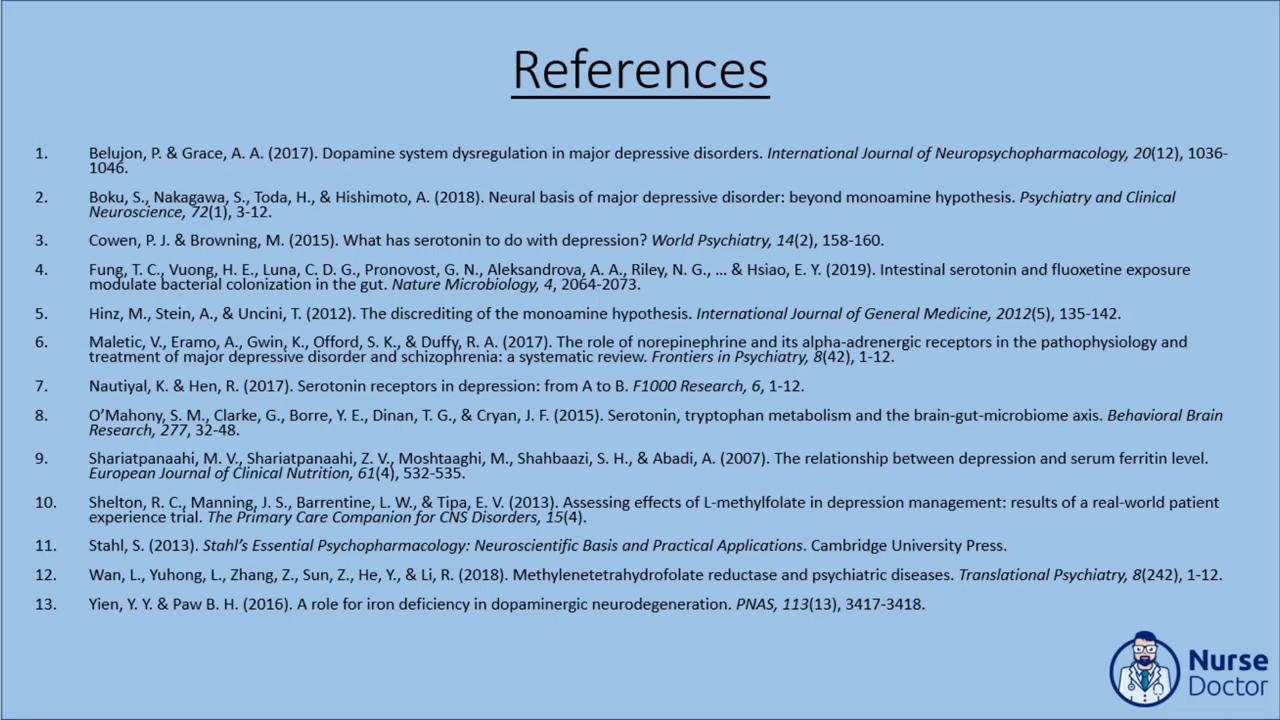 References
1. Belujon, P. & Grace, A. A. (2017). Dopamine system dysregulation in major depressive disorders. International Journal of Neuropsychopharmacology, 20(12), 1036-
1046.
2. Boku, S., Nakagawa, S., Toda, H., & Hishimoto, A. (2018). Neural basis of major depressive disorder: beyond monoamine hypothesis. Psychiatry and Clinical
Neuroscience, 72(1), 3-12.
3. Cowen, P. J. & Browning, M. (2015). What has serotonin to do with depression? World Psychiatry, 14(2), 158-160.
4. Fung, T. C., Vuong, H. E., Luna, C. D. G., Pronovost, G. N., Aleksandrova, A. A., Riley, N. G., … & Hsiao, E. Y. (2019). Intestinal serotonin and fluoxetine exposure
modulate bacterial colonization in the gut. Nature Microbiology, 4, 2064-2073.
5. Hinz, M., Stein, A., & Uncini, T. (2012). The discrediting of the monoamine hypothesis. International Journal of General Medicine, 2012(5), 135-142.
6. Maletic, V., Eramo, A., Gwin, K., Offord, S. K., & Duffy, R. A. (2017). The role of norepinephrine and its alpha-adrenergic receptors in the pathophysiology and
treatment of major depressive disorder and schizophrenia: a systematic review. Frontiers in Psychiatry, 8(42), 1-12.
7. Nautiyal, K. & Hen, R. (2017). Serotonin receptors in depression: from A to B. F1000 Research, 6, 1-12.
8. O’Mahony, S. M., Clarke, G., Borre, Y. E., Dinan, T. G., & Cryan, J. F. (2015). Serotonin, tryptophan metabolism and the brain-gut-microbiome axis. Behavioral Brain
Research, 277, 32-48.
9. Shariatpanaahi, M. V., Shariatpanaahi, Z. V., Moshtaaghi, M., Shahbaazi, S. H., & Abadi, A. (2007). The relationship between depression and serum ferritin level.
European Journal of Clinical Nutrition, 61(4), 532-535.
10. Shelton, R. C., Manning, J. S., Barrentine, L. W., & Tipa, E. V. (2013). Assessing effects of L-methylfolate in depression management: results of a real-world patient
experience trial. The Primary Care Companion for CNS Disorders, 15(4).
11. Stahl, S. (2013). Stahl’s Essential Psychopharmacology: Neuroscientific Basis and Practical Applications. Cambridge University Press.
12. Wan, L., Yuhong, L., Zhang, Z., Sun, Z., He, Y., & Li, R. (2018). Methylenetetrahydrofolate reductase and psychiatric diseases. Translational Psychiatry, 8(242), 1-12.
13. Yien, Y. Y. & Paw B. H. (2016). A role for iron deficiency in dopaminergic neurodegeneration. PNAS, 113(13), 3417-3418.
Nurse
Doctor